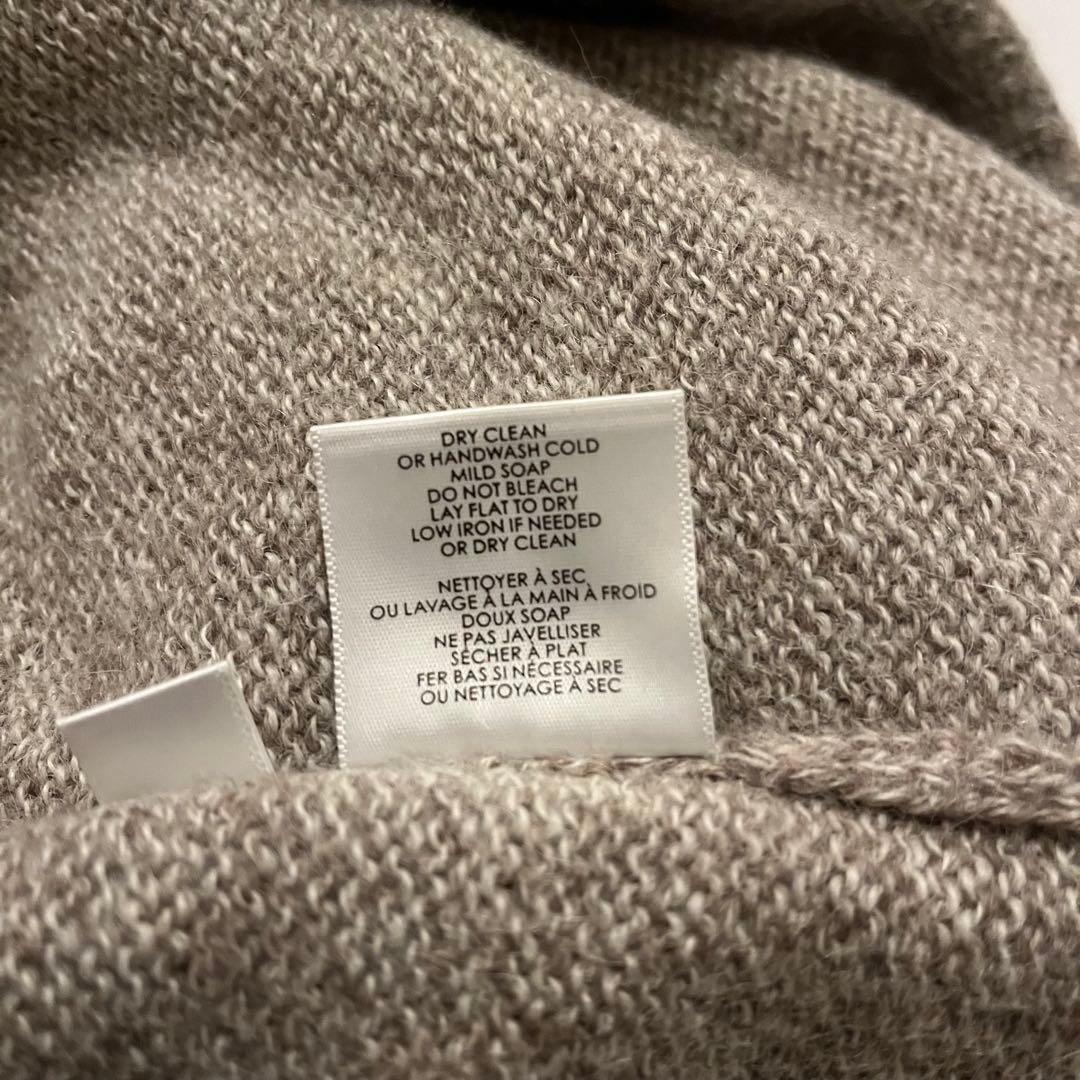 DRY CLEAN
OR HANDWASH COLD
MILD SOAP
DO NOT BLEACH
LAY FLAT TO DRY
LOW IRON IF NEEDED
OR DRY CLEAN
NETTOYER À SEC
OU LAVAGE À LA MAIN À FROID
DOUX SOAP
NE PAS JAVELLISER
SÉCHER À PLAT
FER BAS SI NÉCESSAIRE
OU NETTOYAGE À SEC